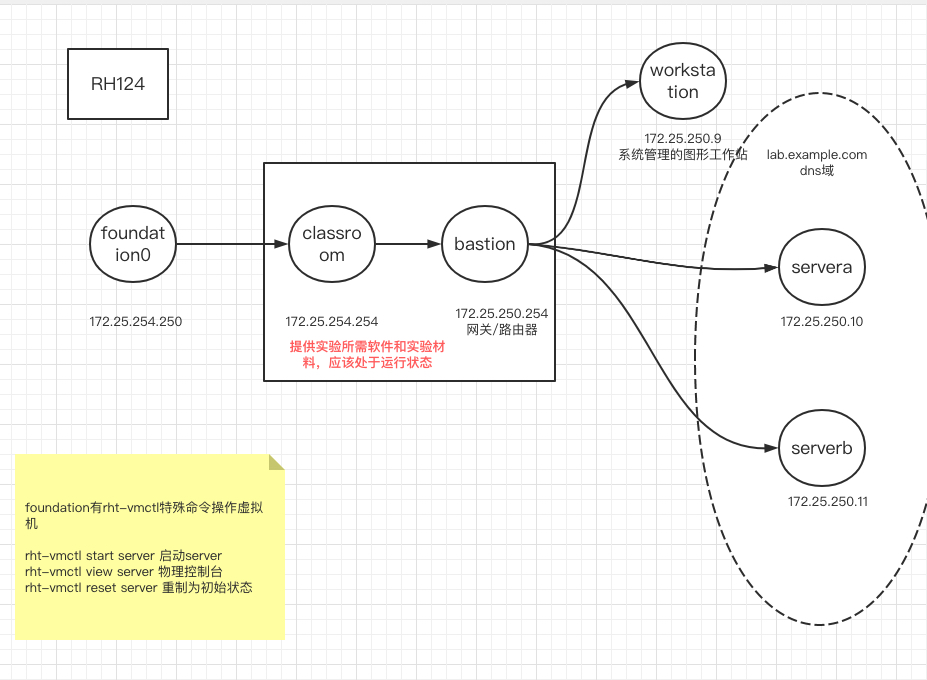 RH124
worksta
tion
172.25.250.9
系统管理的图形工作站
lab.example.com
dns域
foundat
ion0
172.25.254.250
classro
om
172.25.254.254
提供实验所需软件和实验材
料，应该处于运行状态
bastion
172.25.250.254
网关/路由器
servera
172.25.250.10
serverb
172.25.250.11
foundation有rht-vmctl特殊命令操作虚拟
机
rht-vmctl start server 启动server
rht-vmctl view server 物理控制台
rht-vmctl reset server 重制为初始状态